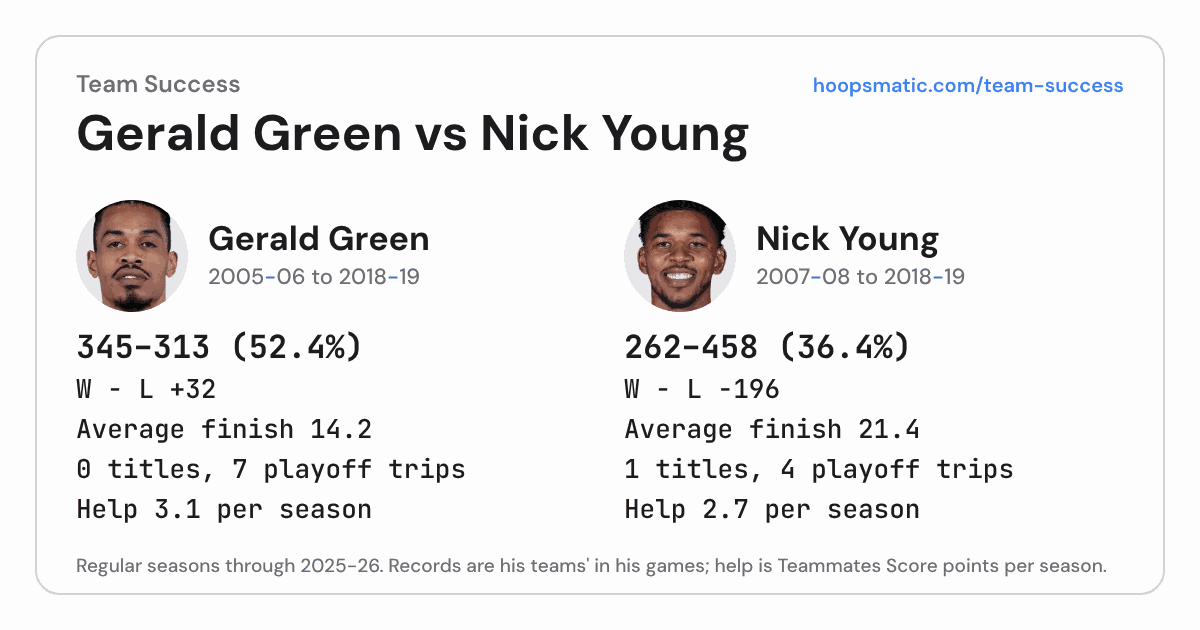 Team Success
hoopsmatic.com/team-success
Gerald Green vs Nick Young
Gerald Green
2005-06 to 2018-19
345-313 (52.4%)
W - L +32
Average finish 14.2
0 titles, 7 playoff trips
Help 3.1 per season
Nick Young
2007-08 to 2018-19
262-458 (36.4%)
W - L -196
Average finish 21.4
1 titles, 4 playoff trips
Help 2.7 per season
Regular seasons through 2025-26. Records are his teams' in his games; help is Teammates Score points per season.